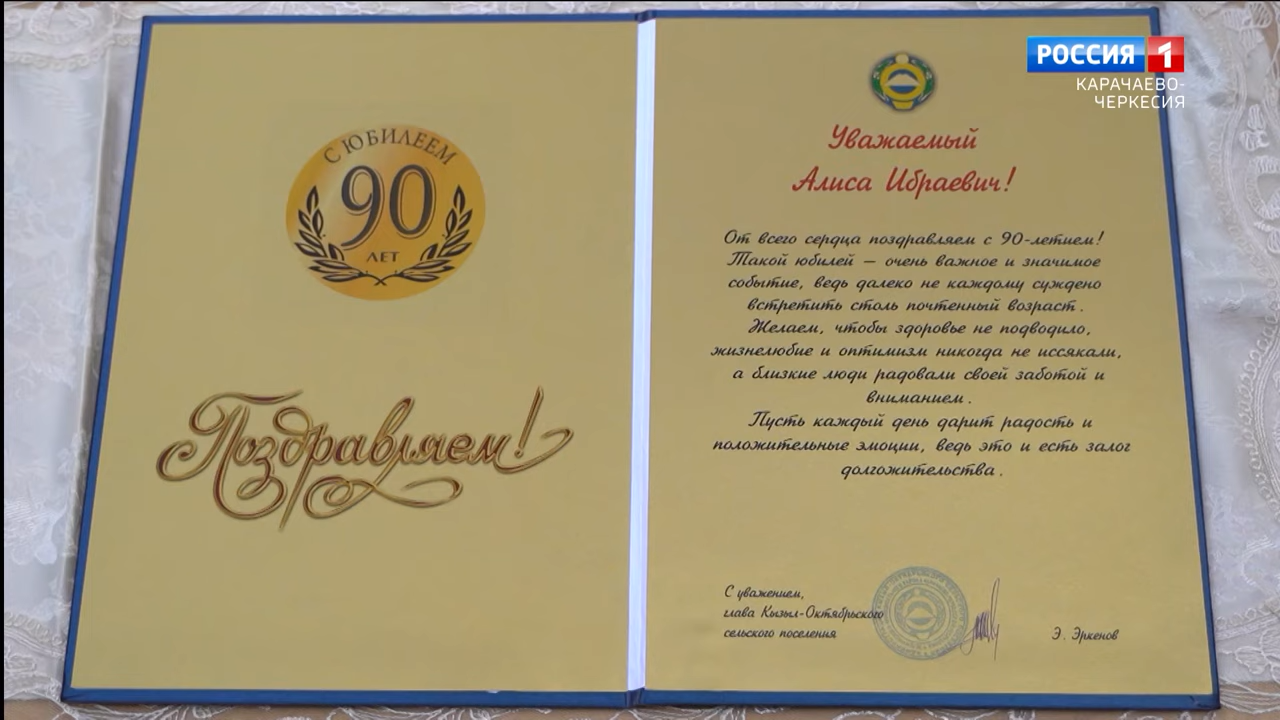 С ЮБИЛЕЕМ
90
ЛЕТ
Поздравляем!
РОССИЯ 1
КАРАЧАЕВО-
ЧЕРКЕСИЯ
Уважаемый
Алиса Ибраевич!
От всего сердца поздравляем с 90-летием!
Такой юбилей – очень важное и значимое
событие, ведь далеко не каждому суждено
встретить столь почтенный возраст.
Желаем, чтобы здоровье не подводило,
жизнелюбие и оптимизм никогда не иссякали,
а близкие люди радовали своей заботой и
вниманием.
Пусть каждый день дарит радость и
положительные эмоции, ведь это и есть залог
долгожительства.
С уважением,
глава Кызыл-Октябрьского
сельского поселения
Э. Эркенов